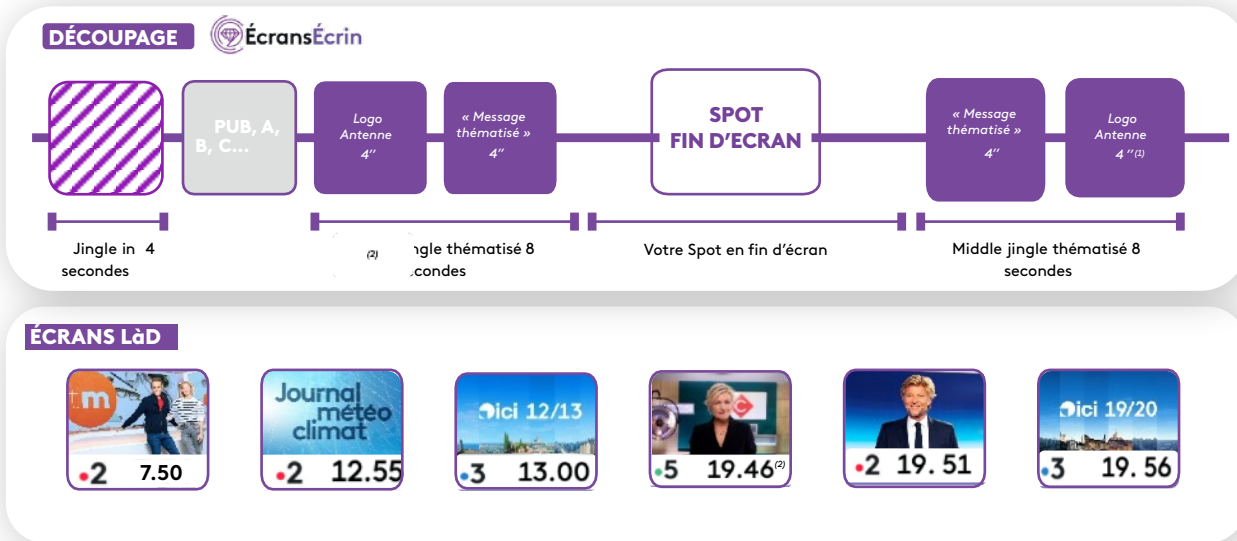 DÉCOUPAGE
ÉcransÉcrin
PUB, A,
B, C...
Logo
Antenne
4’’
« Message
thématisé »
4’’
SPOT
FIN D’ECRAN
« Message
thématisé »
4’’
Logo
Antenne
4 ’’(1)
Jingle in 4
secondes
(2)
ngle thématisé 8
condes
Votre Spot en fin d’écran
Middle jingle thématisé 8
secondes
ÉCRANS LàD
tm
2 7.50
Journal
météo
climat
2 12.55
ici 12/13
3 13.00
C
5 19.46(2)
2 19. 51
ici 19/20
3 19. 56